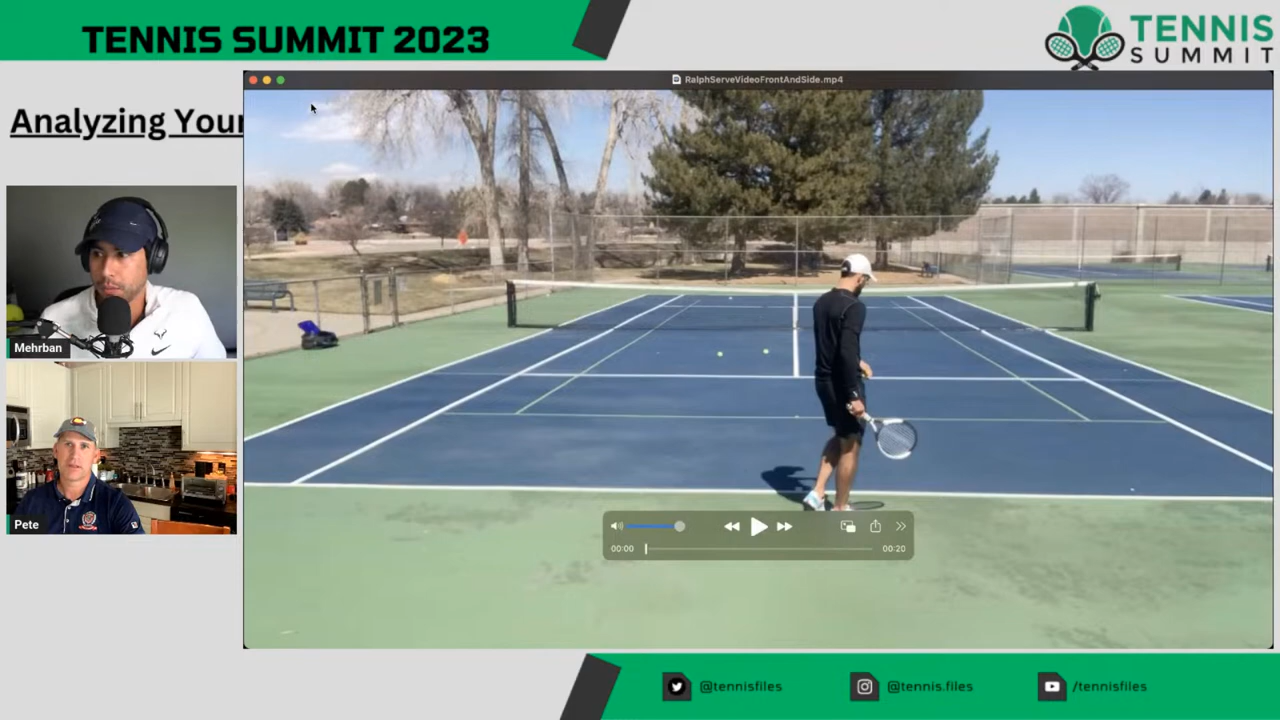 TENNIS SUMMIT 2023
TENNIS
SUMMIT
RalphServeVideoFrontAndSide.mp4
Analyzing Your
Mehrban
Pete
00:00
00:20
@tennisfiles
@tennis.files
/tennisfiles